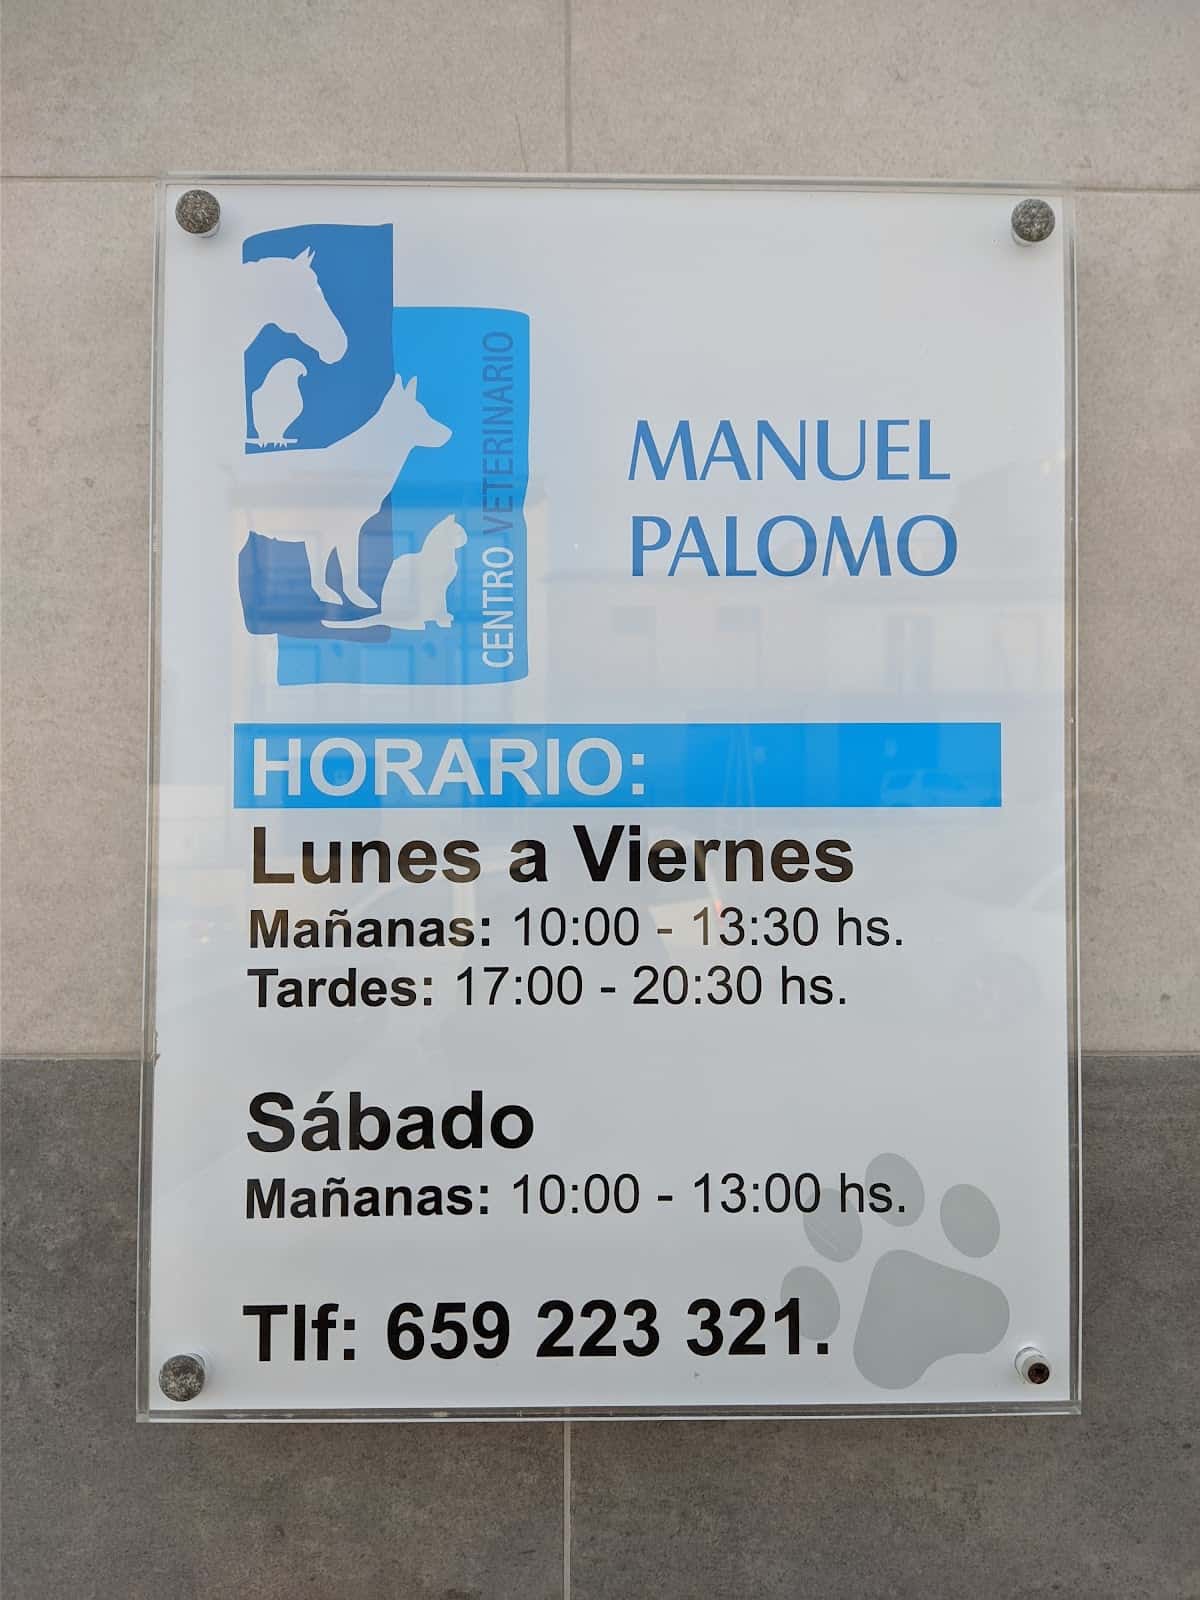 CENTRO VETERINARIO
MANUEL
PALOMO
HORARIO:
Lunes a Viernes
Mañanas: 10:00 - 13:30 hs.
Tardes: 17:00 - 20:30 hs.
Sábado
Mañanas: 10:00 - 13:00 hs.
Tlf: 659 223 321.